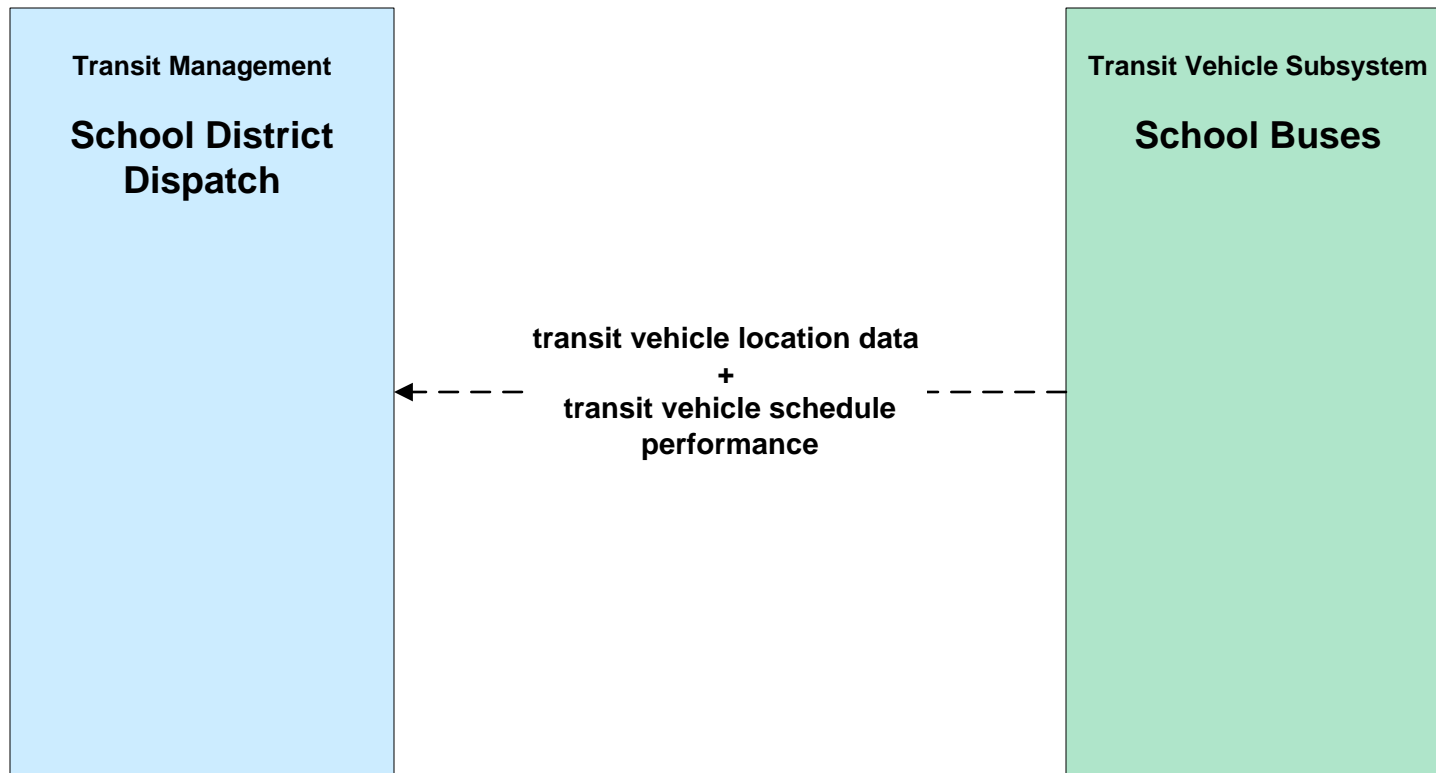 Transit Management
School District
Dispatch
Transit Vehicle Subsystem
School Buses
transit vehicle location data
+
transit vehicle schedule
performance